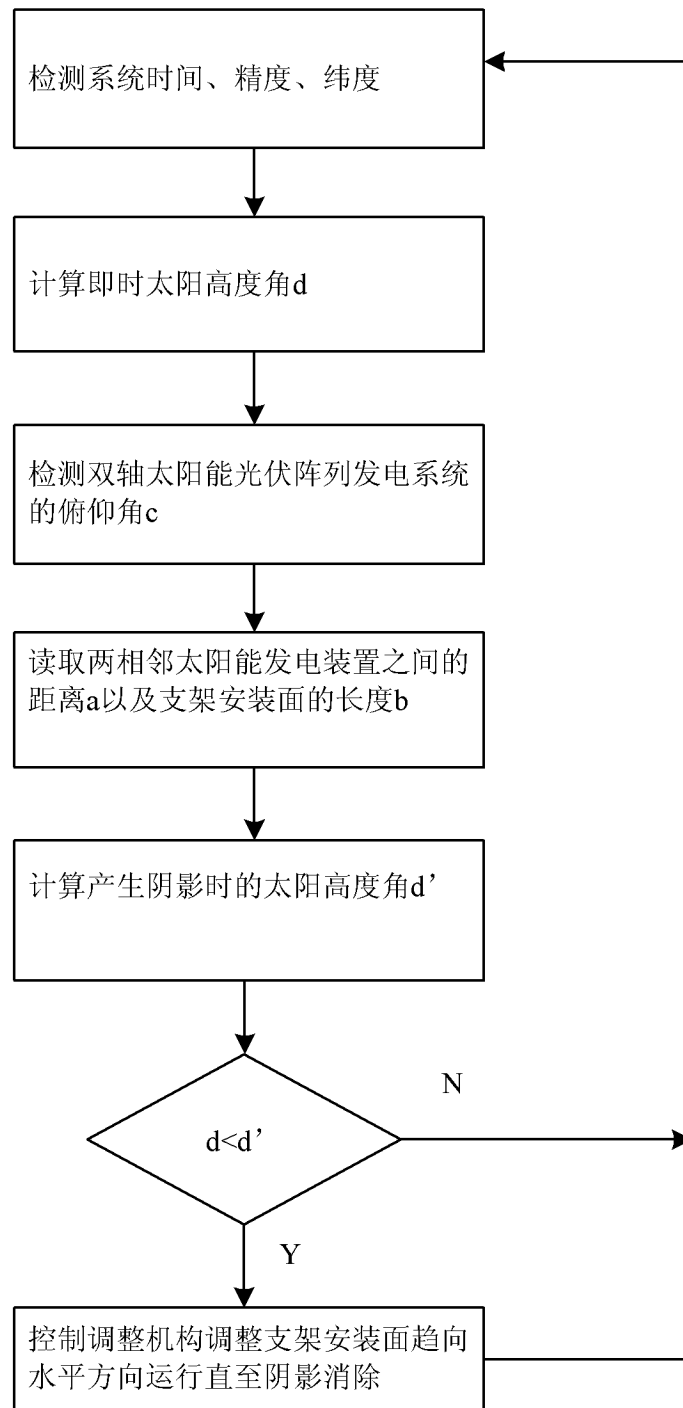 检测系统时间、精度、纬度
计算即时太阳高度角d
检测双轴太阳能光伏阵列发电系统
的俯仰角c
读取两相邻太阳能发电装置之间的
距离a以及支架安装面的长度b
计算产生阴影时的太阳高度角d’
d<d’
N
Y
控制调整机构调整支架安装面趋向
水平方向运行直至阴影消除